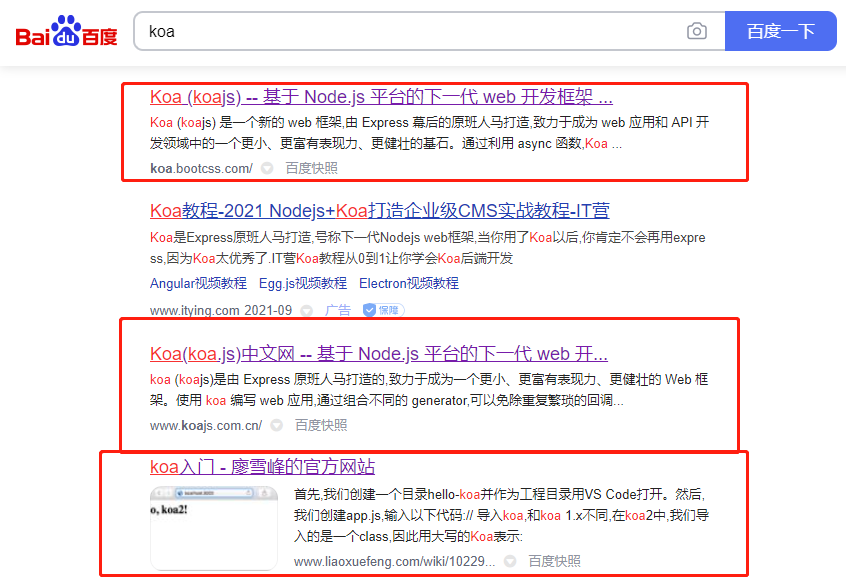 Bai du 百度
koa
百度一下
Koa (koajs) -- 基于 Node.js 平台的下一代 web 开发框架 ...
Koa (koajs) 是一个新的 web 框架,由 Express 幕后的原班人马打造,致力于成为 web 应用和 API 开
发领域中的一个更小、更富有表现力、更健壮的基石。通过利用 async 函数,Koa ...
koa.bootcss.com/ 百度快照
Koa教程-2021 Nodejs+Koa打造企业级CMS实战教程-IT营
Koa是Express原班人马打造,号称下一代Nodejs web框架,当你用了Koa以后,你肯定不会再用expre
ss,因为Koa太优秀了.IT营Koa教程从0到1让你学会Koa后端开发
Angular视频教程 Egg.js视频教程 Electron视频教程
www.itying.com 2021-09 广告 保障
Koa(koa.js)中文网 -- 基于 Node.js 平台的下一代 web 开...
koa (koajs)是由 Express 原班人马打造的,致力于成为一个更小、更富有表现力、更健壮的 Web 框
架。使用 koa 编写 web 应用,通过组合不同的 generator,可以免除重复繁琐的回调...
www.koajs.com.cn/ 百度快照
koa入门 - 廖雪峰的官方网站
o, koa2!
首先,我们创建一个目录hello-koa并作为工程目录用VS Code打开。然后,
我们创建app.js,输入以下代码:// 导入koa,和koa 1.x不同,在koa2中,我们导
入的是一个class,因此用大写的Koa表示:
www.liaoxuefeng.com/wiki/10229... 百度快照